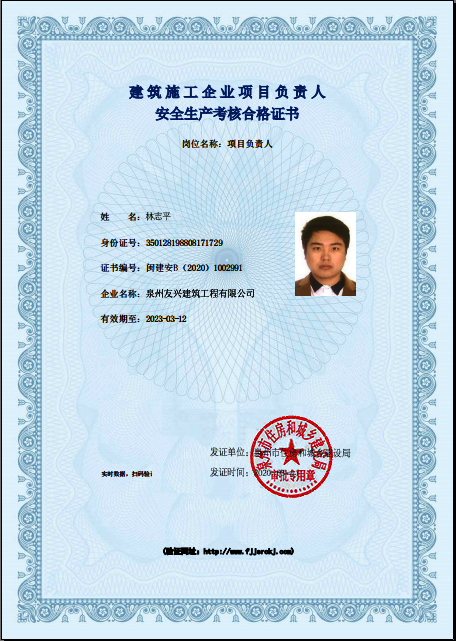 建筑施工企业项目负责人
安全生产考核合格证书
岗位名称：项目负责人
姓 名：林志平
身份证号：350128198808171729
证书编号：闽建安B（2020）1002991
企业名称：泉州友兴建筑工程有限公司
有效期至：2023-03-12
发证单位：泉州市住房和城乡建设局
实时数据，扫码验证
发证时间：2020
泉州市住房和城乡建设局
审批专用章
(验证网址：http://www.fjjsrckj.com)